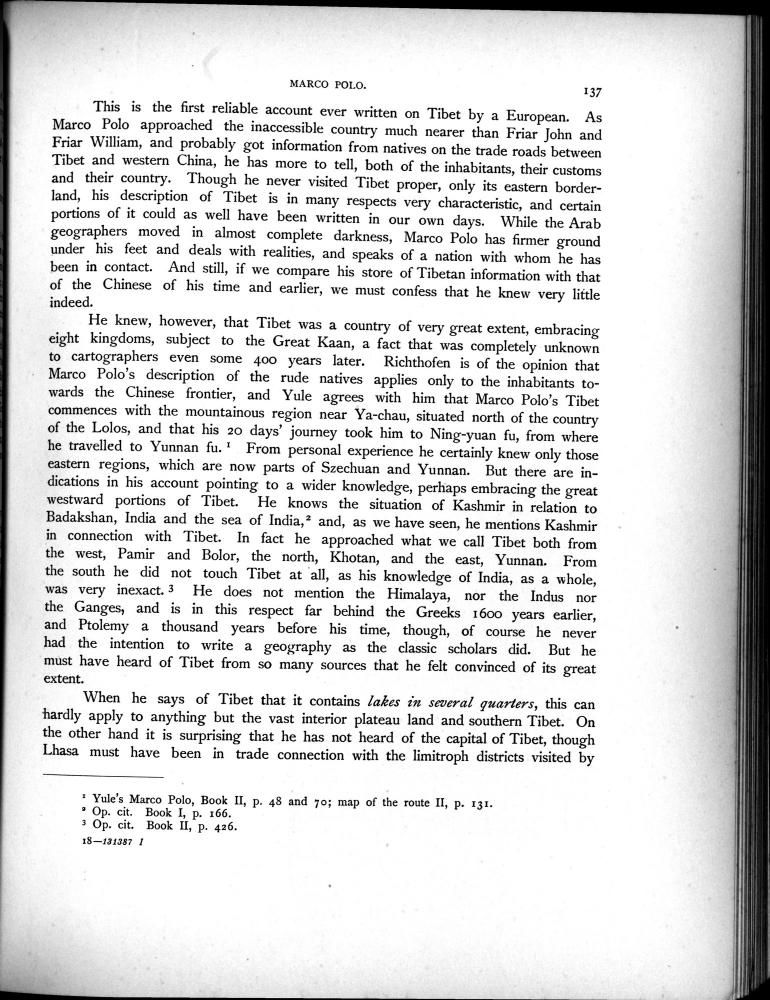 MARCO POLO.
137
This is the first reliable account ever written on Tibet by a European. As
Marco Polo approached the inaccessible country much nearer than Friar John and
Friar William, and probably got information from natives on the trade roads between
Tibet and western China, he has more to tell, both of the inhabitants, their customs
and their country. Though he never visited Tibet proper, only its eastern border-
land, his description of Tibet is in many respects very characteristic, and certain
portions of it could as well have been written in our own days. While the Arab
geographers moved in almost complete darkness, Marco Polo has firmer ground
under his feet and deals with realities, and speaks of a nation with whom he has
been in contact. And still, if we compare his store of Tibetan information with that
of the Chinese of his time and earlier, we must confess that he knew very little
indeed.
He knew, however, that Tibet was a country of very great extent, embracing
eight kingdoms, subject to the Great Kaan, a fact that was completely unknown
to cartographers even some 400 years later. Richthofen is of the opinion that
Marco Polo's description of the rude natives applies only to the inhabitants to-
wards the Chinese frontier, and Yule agrees with him that Marco Polo's Tibet
commences with the mountainous region near Ya-chau, situated north of the country
of the Lolos, and that his 20 days' journey took him to Ning-yuan fu, from where
he travelled to Yunnan fu. ¹ From personal experience he certainly knew only those
eastern regions, which are now parts of Szechuan and Yunnan. But there are in-
dications in his account pointing to a wider knowledge, perhaps embracing the great
westward portions of Tibet. He knows the situation of Kashmir in relation to
Badakshan, India and the sea of India,² and, as we have seen, he mentions Kashmir
in connection with Tibet. In fact he approached what we call Tibet both from
the west, Pamir and Bolor, the north, Khotan, and the east, Yunnan. From
the south he did not touch Tibet at all, as his knowledge of India, as a whole,
was very inexact. ³ He does not mention the Himalaya, nor the Indus nor
the Ganges, and is in this respect far behind the Greeks 1600 years earlier,
and Ptolemy a thousand years before his time, though, of course he never
had the intention to write a geography as the classic scholars did. But he
must have heard of Tibet from so many sources that he felt convinced of its great
extent.
When he says of Tibet that it contains lakes in several quarters, this can
hardly apply to anything but the vast interior plateau land and southern Tibet. On
the other hand it is surprising that he has not heard of the capital of Tibet, though
Lhasa must have been in trade connection with the limitroph districts visited by
¹ Yule's Marco Polo, Book II, p. 48 and 70; map of the route II, p. 131.
² Op. cit. Book I, p. 166.
³ Op. cit. Book II, p. 426.
18—131387 I